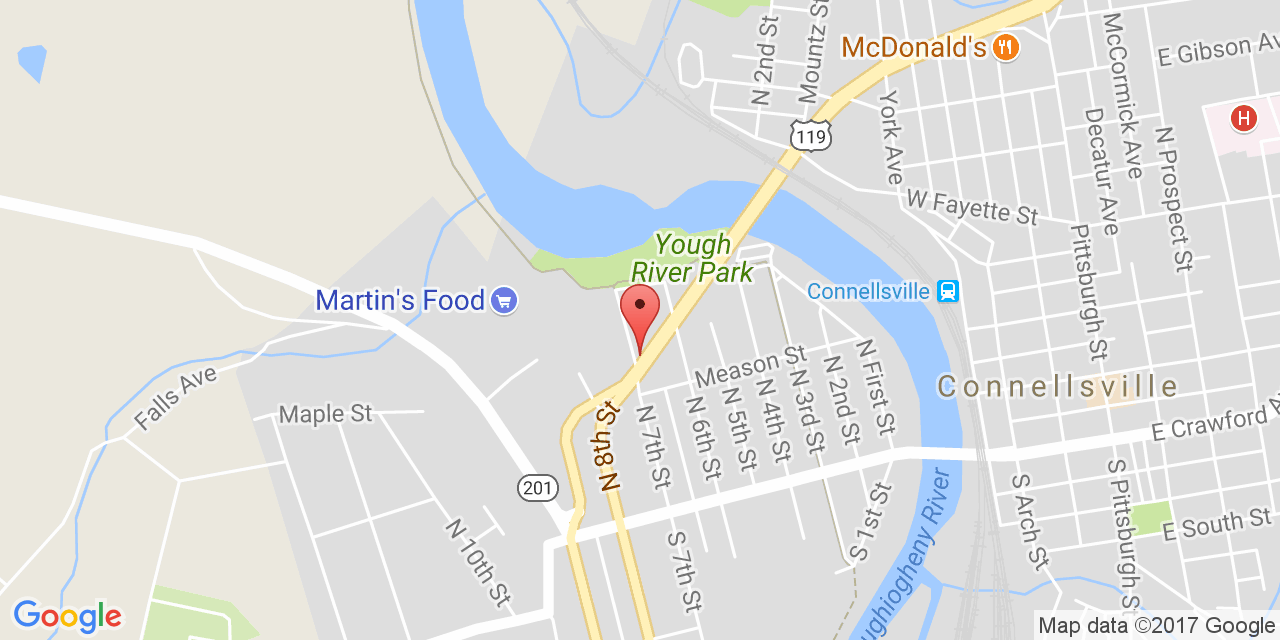 N 2nd St
Mountz St
McDonald's
McCormick Ave
E Gibson Av
H
119
York Ave
Decatur Ave
N Prospect St
W Fayette St
Pittsburgh St
Yough
River Park
Connellsville
Martin's Food
Measom St
N First St
N 2nd St
N 3rd St
N 4th St
N 5th St
N 6th St
N 7th St
N 8th St
Connellsville
Falls Ave
Maple St
E Crawford A
201
N 10th St
S 7th St
S 1st St
ughiogheny River
S Arch St
S Pittsburgh St
E South St
Google
Map data ©2017 Google